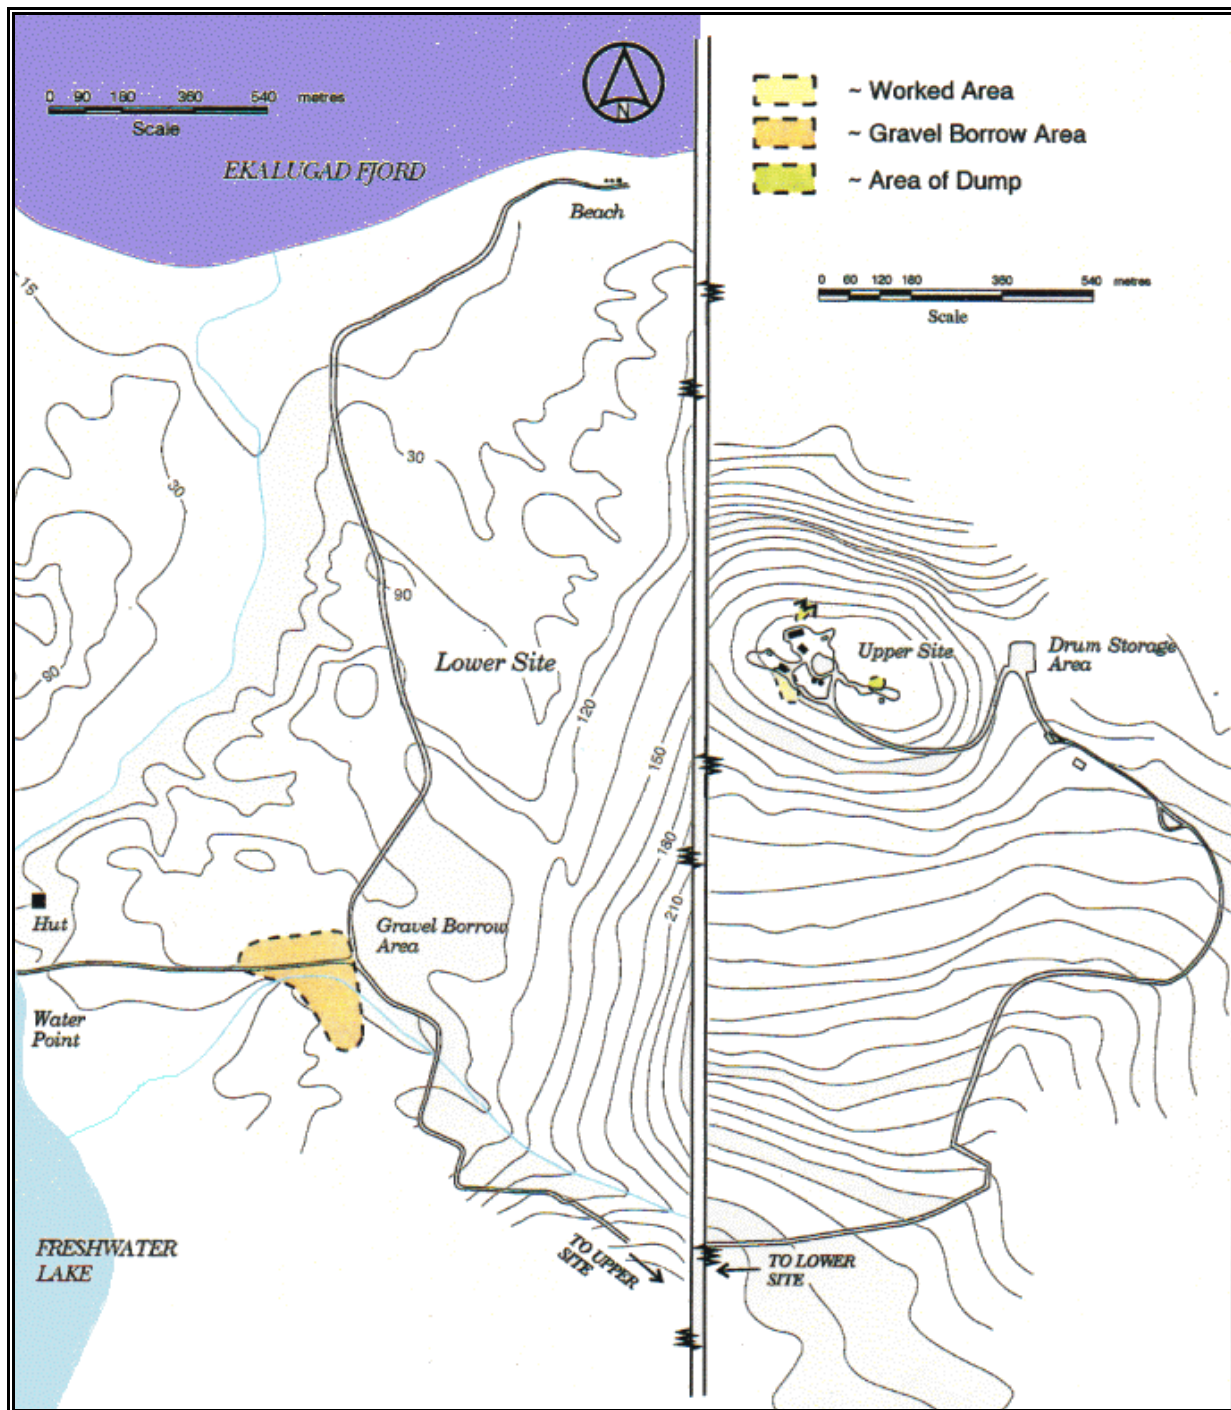 0 90 180 360 540 metres
Scale
N
EKALUGAD FJORD
Beach
~ Worked Area
~ Gravel Borrow Area
~ Area of Dump
0 60 120 180 360 540 metres
Scale
15
30
30
90
90
Lower Site
120
150
180
210
Upper Site
Drum Storage
Area
Hut
Gravel Borrow
Area
Water
Point
FRESHWATER
LAKE
TO UPPER
SITE
TO LOWER
SITE